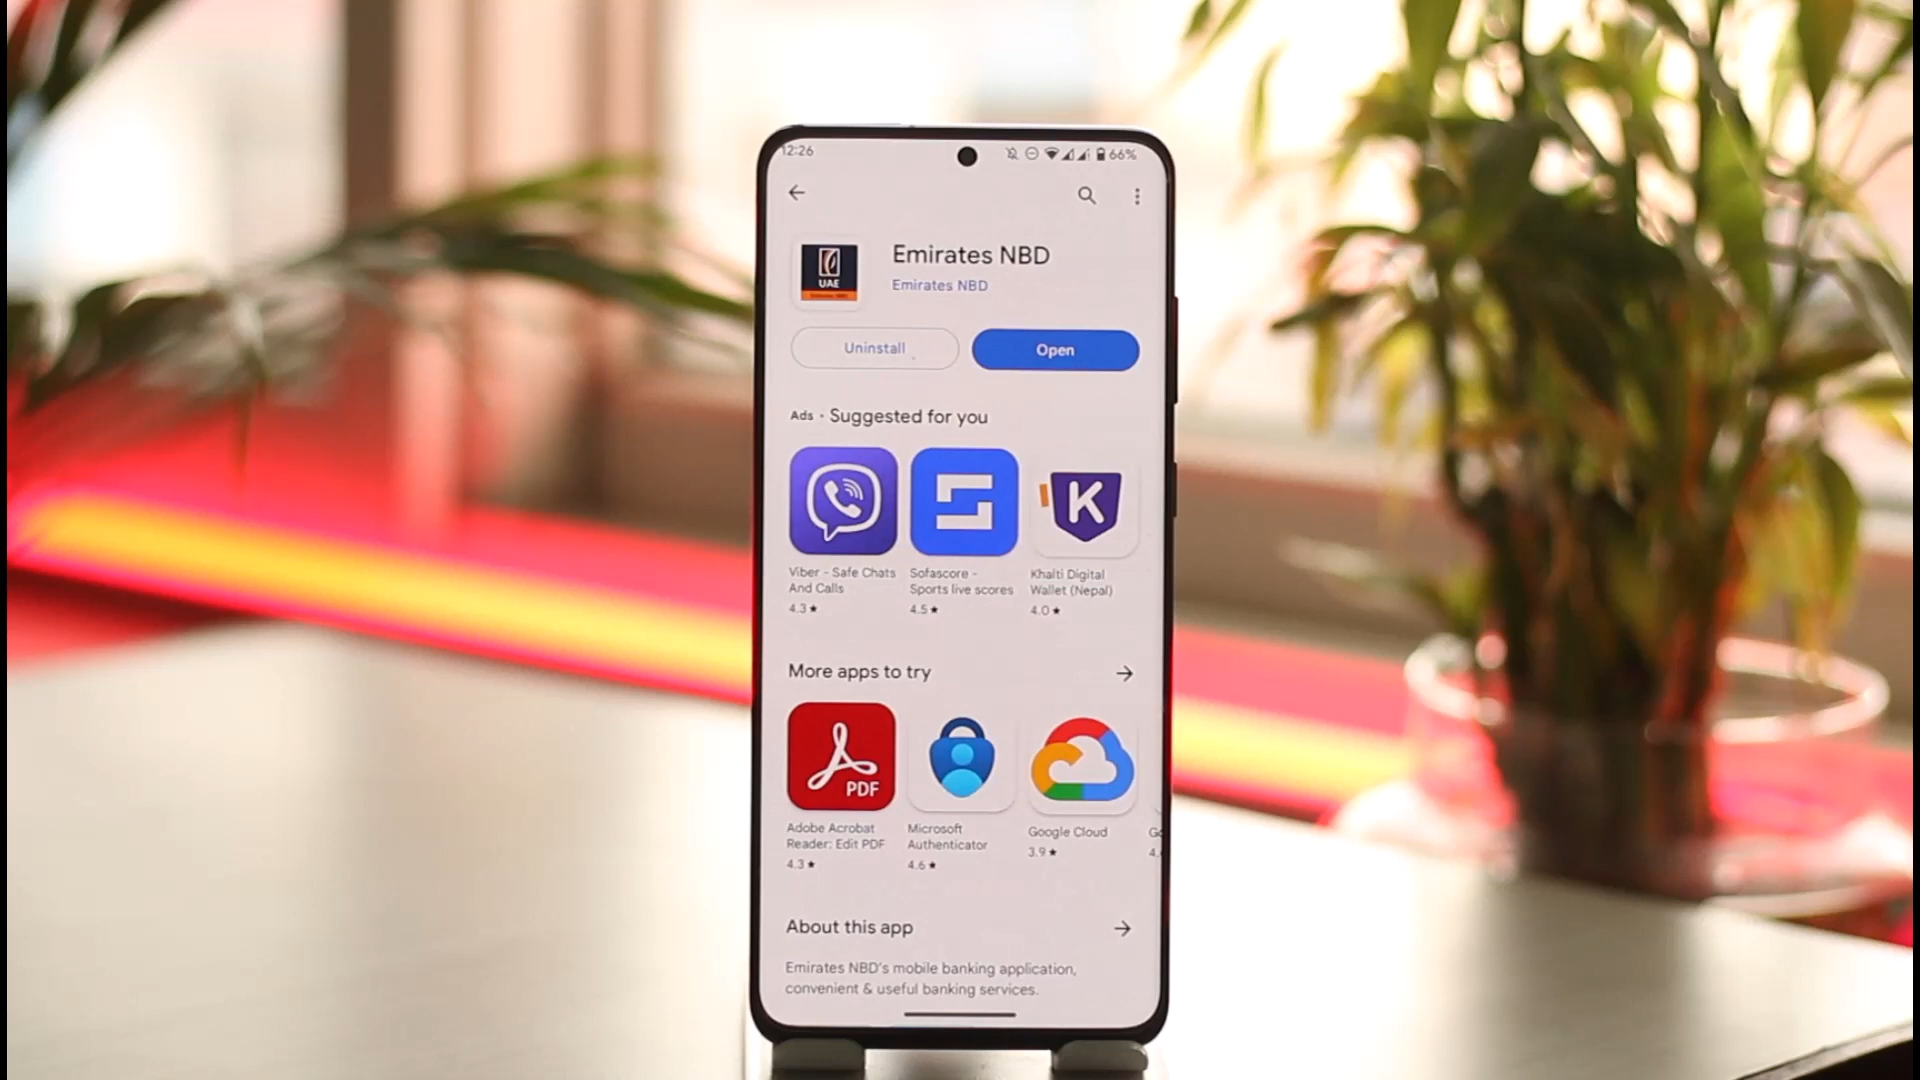 12:26
66%
Emirates NBD
Emirates NBD
UAE
Uninstall
Open
Ads · Suggested for you
Viber - Safe Chats And Calls
4.3★
Sofascore - Sports live scores
4.5★
K
Khalti Digital Wallet (Nepal)
4.0★
More apps to try
PDF
Adobe Acrobat Reader: Edit PDF
4.3★
Microsoft Authenticator
4.6★
Google Cloud
3.9★
About this app
Emirates NBD's mobile banking application,
convenient & useful banking services.